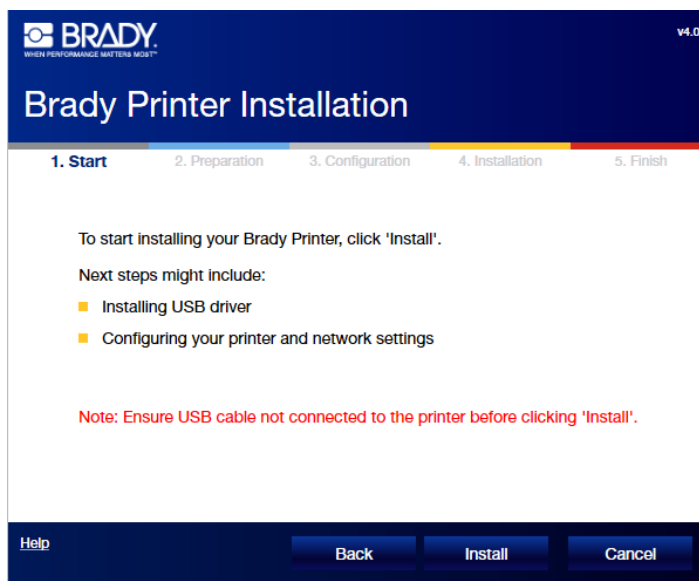 BRADY.
WHEN PERFORMANCE MATTERS MOST™
v4.0
Brady Printer Installation
1. Start 2. Preparation 3. Configuration 4. Installation 5. Finish
To start installing your Brady Printer, click 'Install'.
Next steps might include:
Installing USB driver
Configuring your printer and network settings
Note: Ensure USB cable not connected to the printer before clicking 'Install'.
Help Back Install Cancel